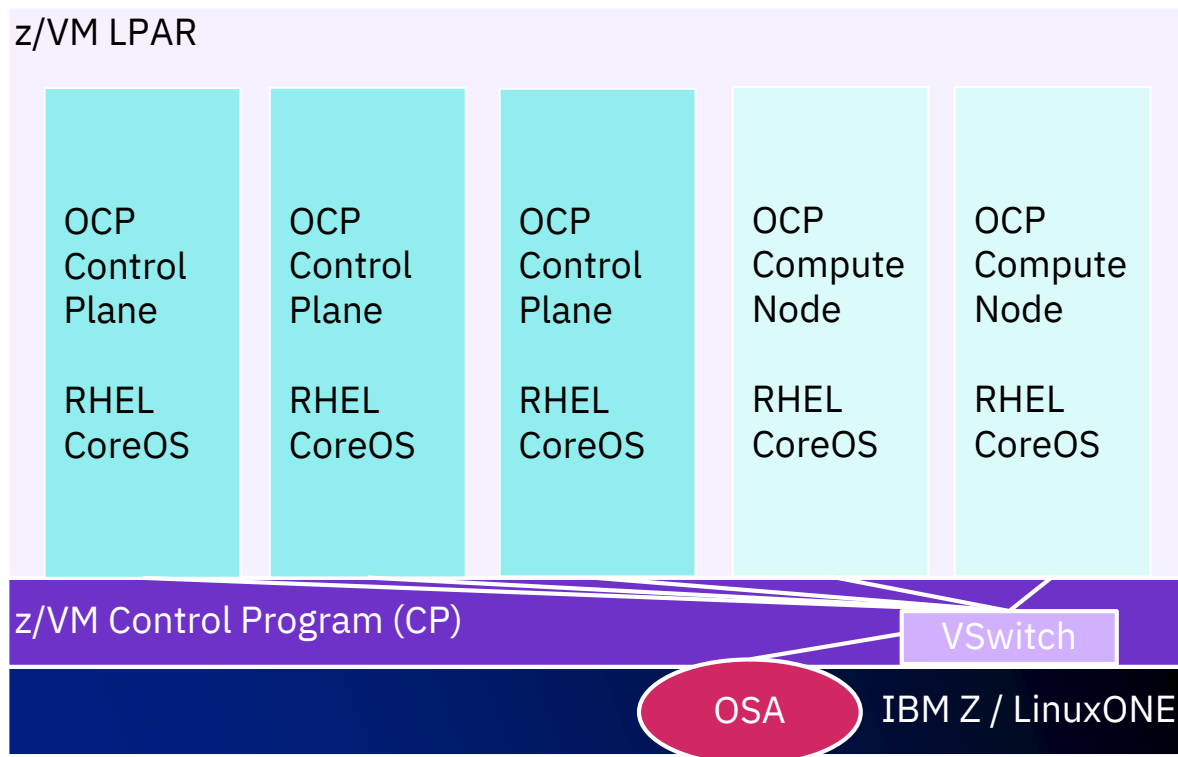 z/VM LPAR
OCP
Control
Plane
RHEL
CoreOS
OCP
Control
Plane
RHEL
CoreOS
OCP
Control
Plane
RHEL
CoreOS
OCP
Compute
Node
RHEL
CoreOS
OCP
Compute
Node
RHEL
CoreOS
z/VM Control Program (CP)
VSwitch
OSA
IBM Z / LinuxONE